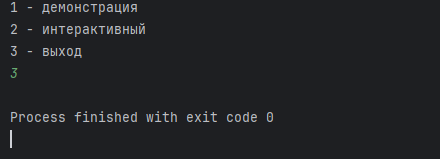 1 - демонстрация
2 - интерактивный
3 - выход
3
Process finished with exit code 0